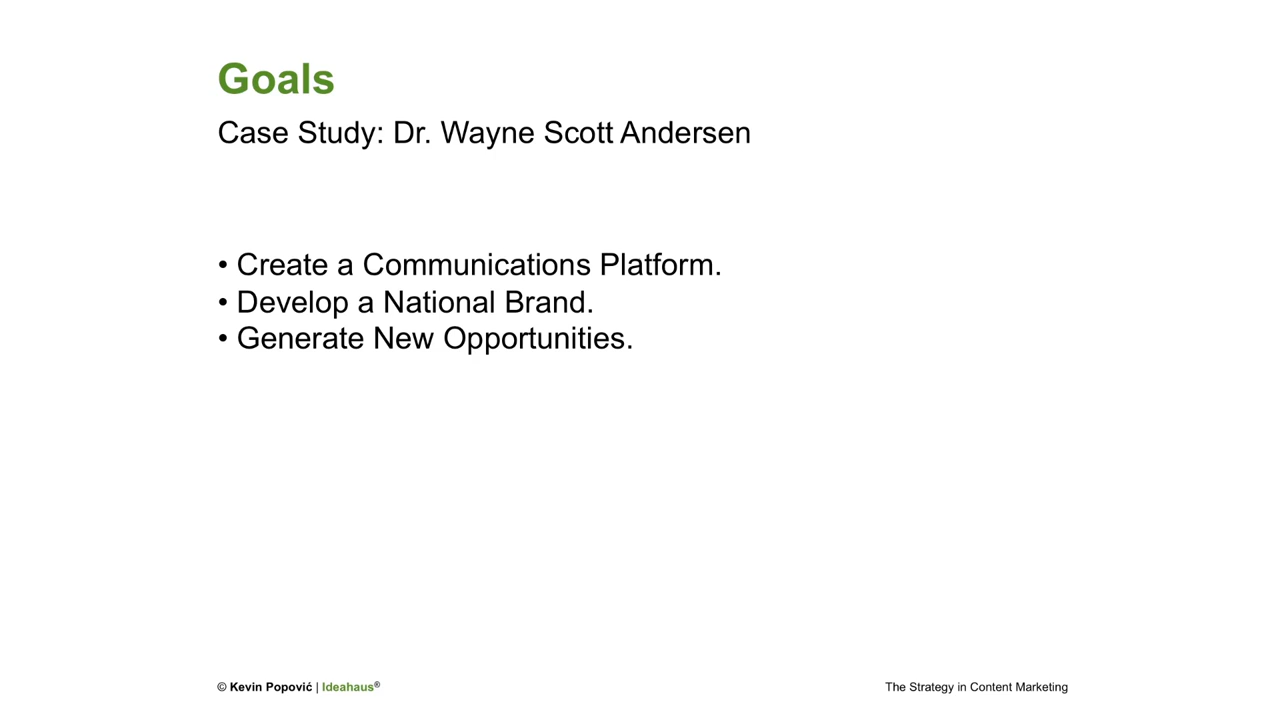 Goals
Case Study: Dr. Wayne Scott Andersen
• Create a Communications Platform.
• Develop a National Brand.
• Generate New Opportunities.
© Kevin Popović | Ideahaus®
The Strategy in Content Marketing